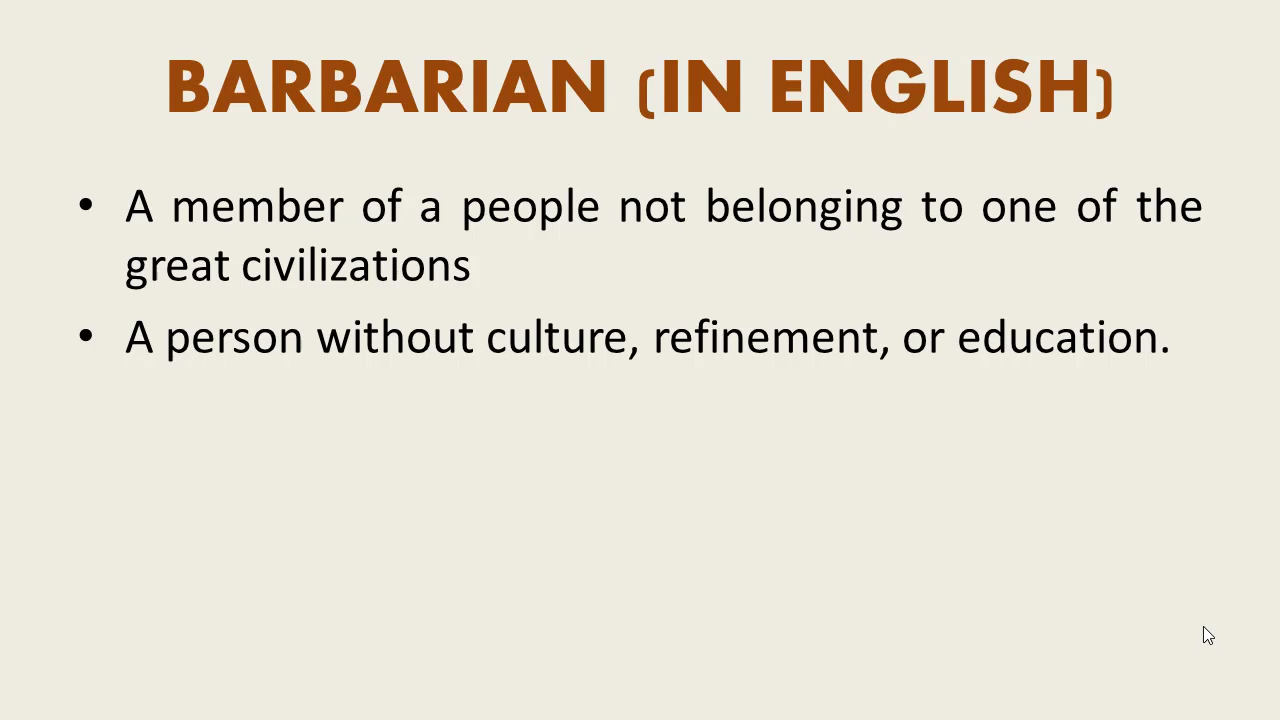 BARBARIAN (IN ENGLISH)
• A member of a people not belonging to one of the
great civilizations
• A person without culture, refinement, or education.